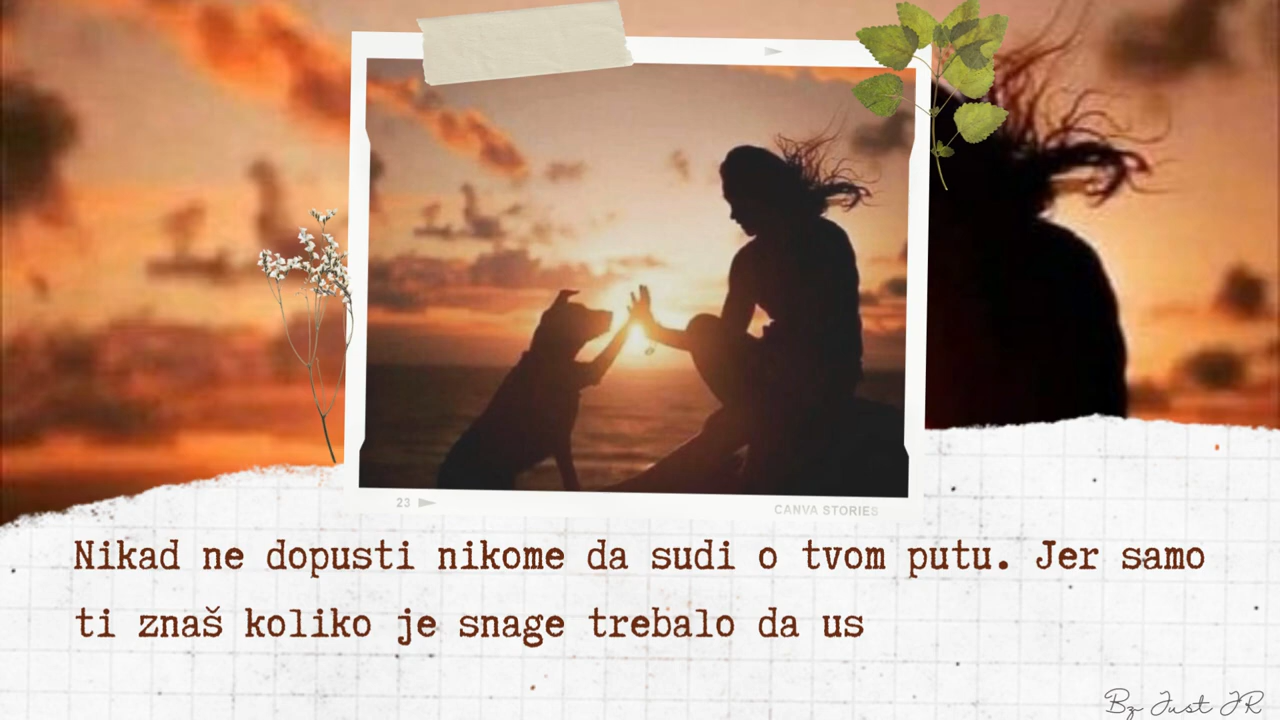 23
CANVA STORIES
Nikad ne dopusti nikome da sudi o tvom putu. Jer samo
ti znaš koliko je snage trebalo da us
By Just JR